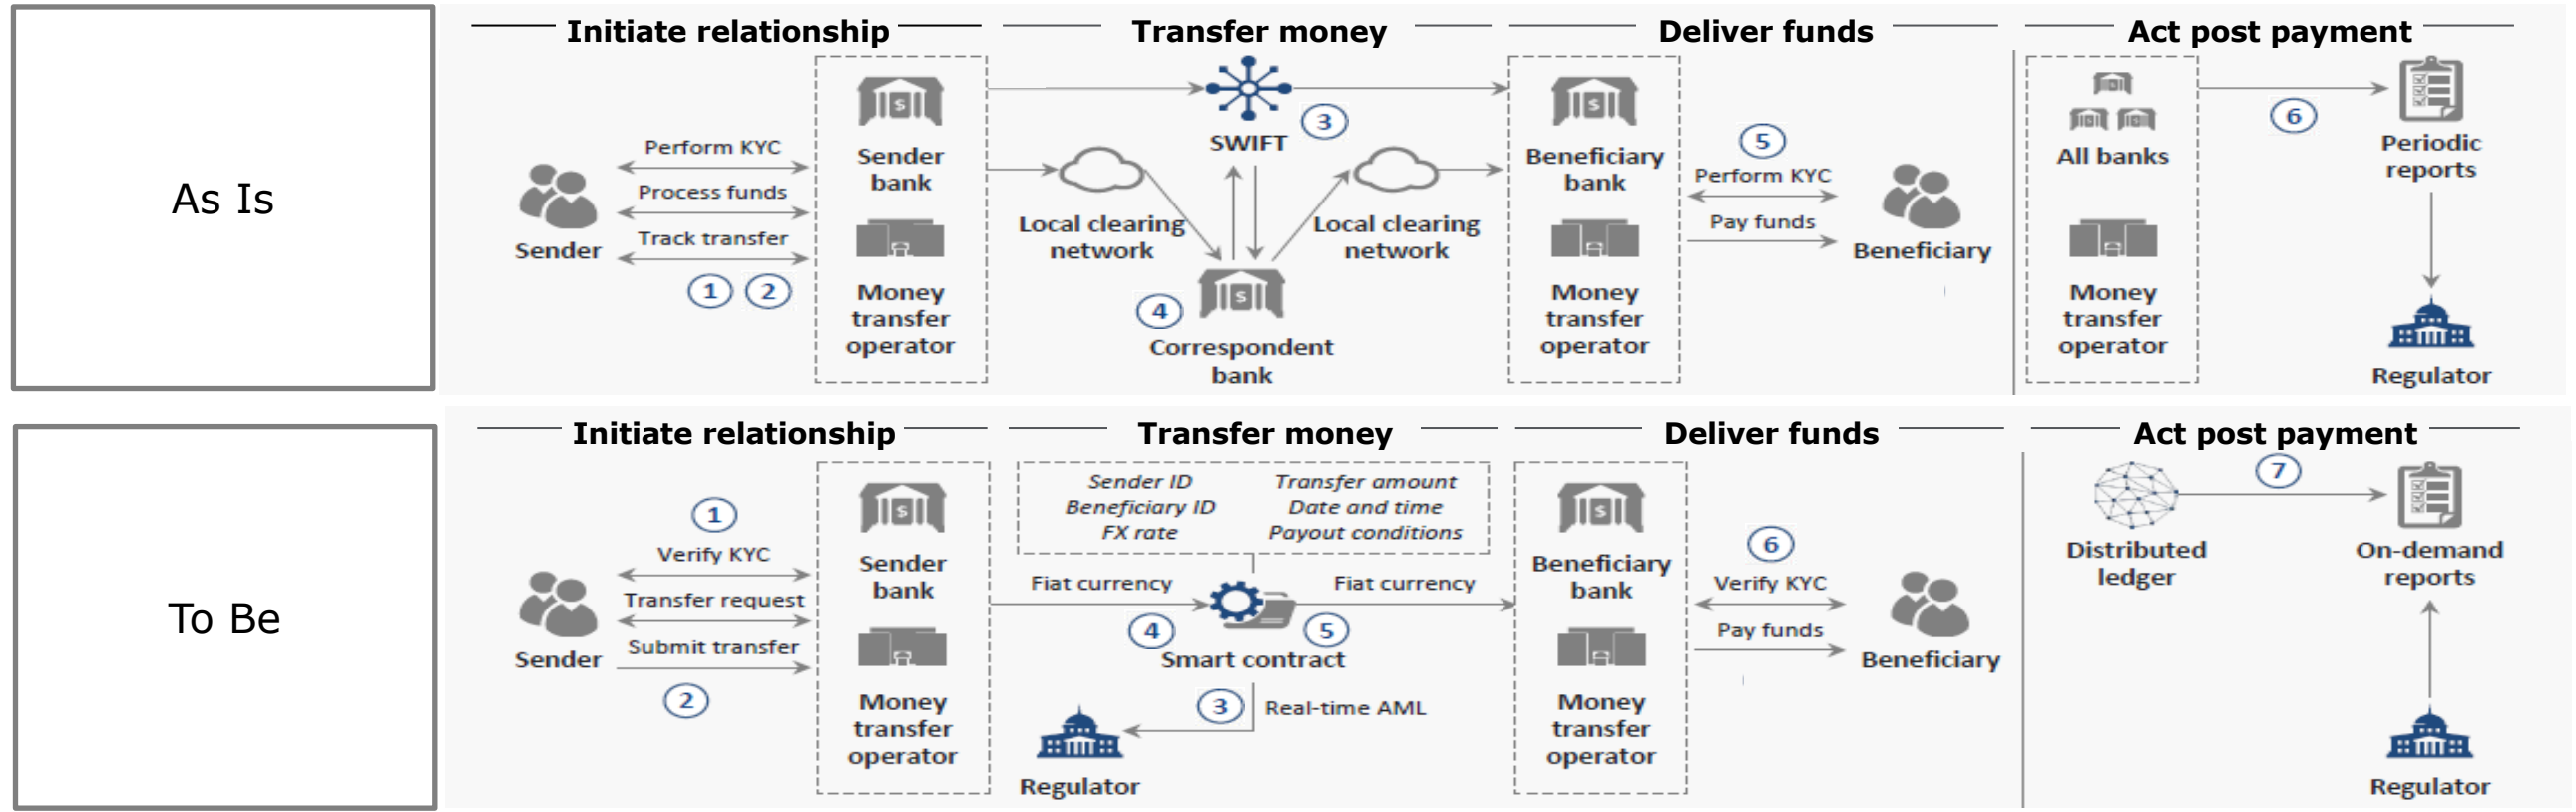 As Is
Initiate relationship
Transfer money
Deliver funds
Act post payment
Sender
Perform KYC
Process funds
Track transfer
1
2
$
Sender
bank
Money
transfer
operator
SWIFT
3
Local clearing
network
Local clearing
network
4
$
Correspondent
bank
$
Beneficiary
bank
Money
transfer
operator
5
Perform KYC
Pay funds
Beneficiary
All banks
Money
transfer
operator
6
Periodic
reports
Regulator
To Be
Initiate relationship
Transfer money
Deliver funds
Act post payment
Sender
1
Verify KYC
Transfer request
Submit transfer
2
$
Sender
bank
Money
transfer
operator
Sender ID
Beneficiary ID
FX rate
Transfer amount
Date and time
Payout conditions
Fiat currency
Fiat currency
4
5
Smart contract
3
Real-time AML
Regulator
$
Beneficiary
bank
Money
transfer
operator
6
Verify KYC
Pay funds
Beneficiary
Distributed
ledger
7
On-demand
reports
Regulator